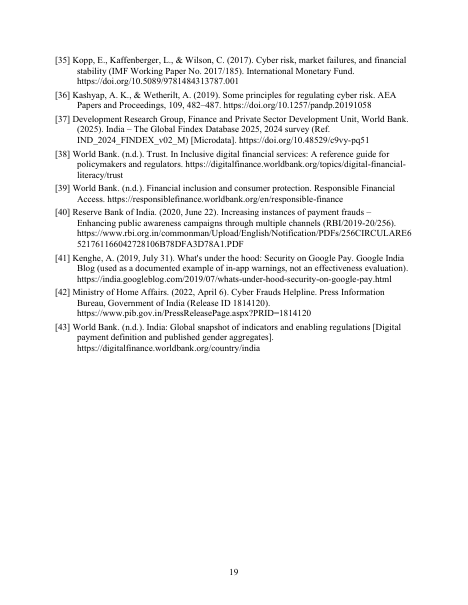 [35] Kopp, E., Kaffenberger, L., & Wilson, C. (2017). Cyber risk, market failures, and financial
stability (IMF Working Paper No. 2017/185). International Monetary Fund.
https://doi.org/10.5089/9781484313787.001
[36] Kashyap, A. K., & Wetherilt, A. (2019). Some principles for regulating cyber risk. AEA
Papers and Proceedings, 109, 482–487. https://doi.org/10.1257/pandp.20191058
[37] Development Research Group, Finance and Private Sector Development Unit, World Bank.
(2025). India – The Global Findex Database 2025, 2024 survey (Ref.
IND_2024_FINDEX_v02_M) [Microdata]. https://doi.org/10.48529/c9vy-pq51
[38] World Bank. (n.d.). Trust. In Inclusive digital financial services: A reference guide for
policymakers and regulators. https://digitalfinance.worldbank.org/topics/digital-financial-
literacy/trust
[39] World Bank. (n.d.). Financial inclusion and consumer protection. Responsible Financial
Access. https://responsiblefinance.worldbank.org/en/responsible-finance
[40] Reserve Bank of India. (2020, June 22). Increasing instances of payment frauds –
Enhancing public awareness campaigns through multiple channels (RBI/2019-20/256).
https://www.rbi.org.in/commonman/Upload/English/Notification/PDFs/256CIRCULARE6
521761166042728106B78DFA3D78A1.PDF
[41] Kenghe, A. (2019, July 31). What's under the hood: Security on Google Pay. Google India
Blog (used as a documented example of in-app warnings, not an effectiveness evaluation).
https://india.googleblog.com/2019/07/whats-under-hood-security-on-google-pay.html
[42] Ministry of Home Affairs. (2022, April 6). Cyber Frauds Helpline. Press Information
Bureau, Government of India (Release ID 1814120).
https://www.pib.gov.in/PressReleasePage.aspx?PRID=1814120
[43] World Bank. (n.d.). India: Global snapshot of indicators and enabling regulations [Digital
payment definition and published gender aggregates].
https://digitalfinance.worldbank.org/country/india
19